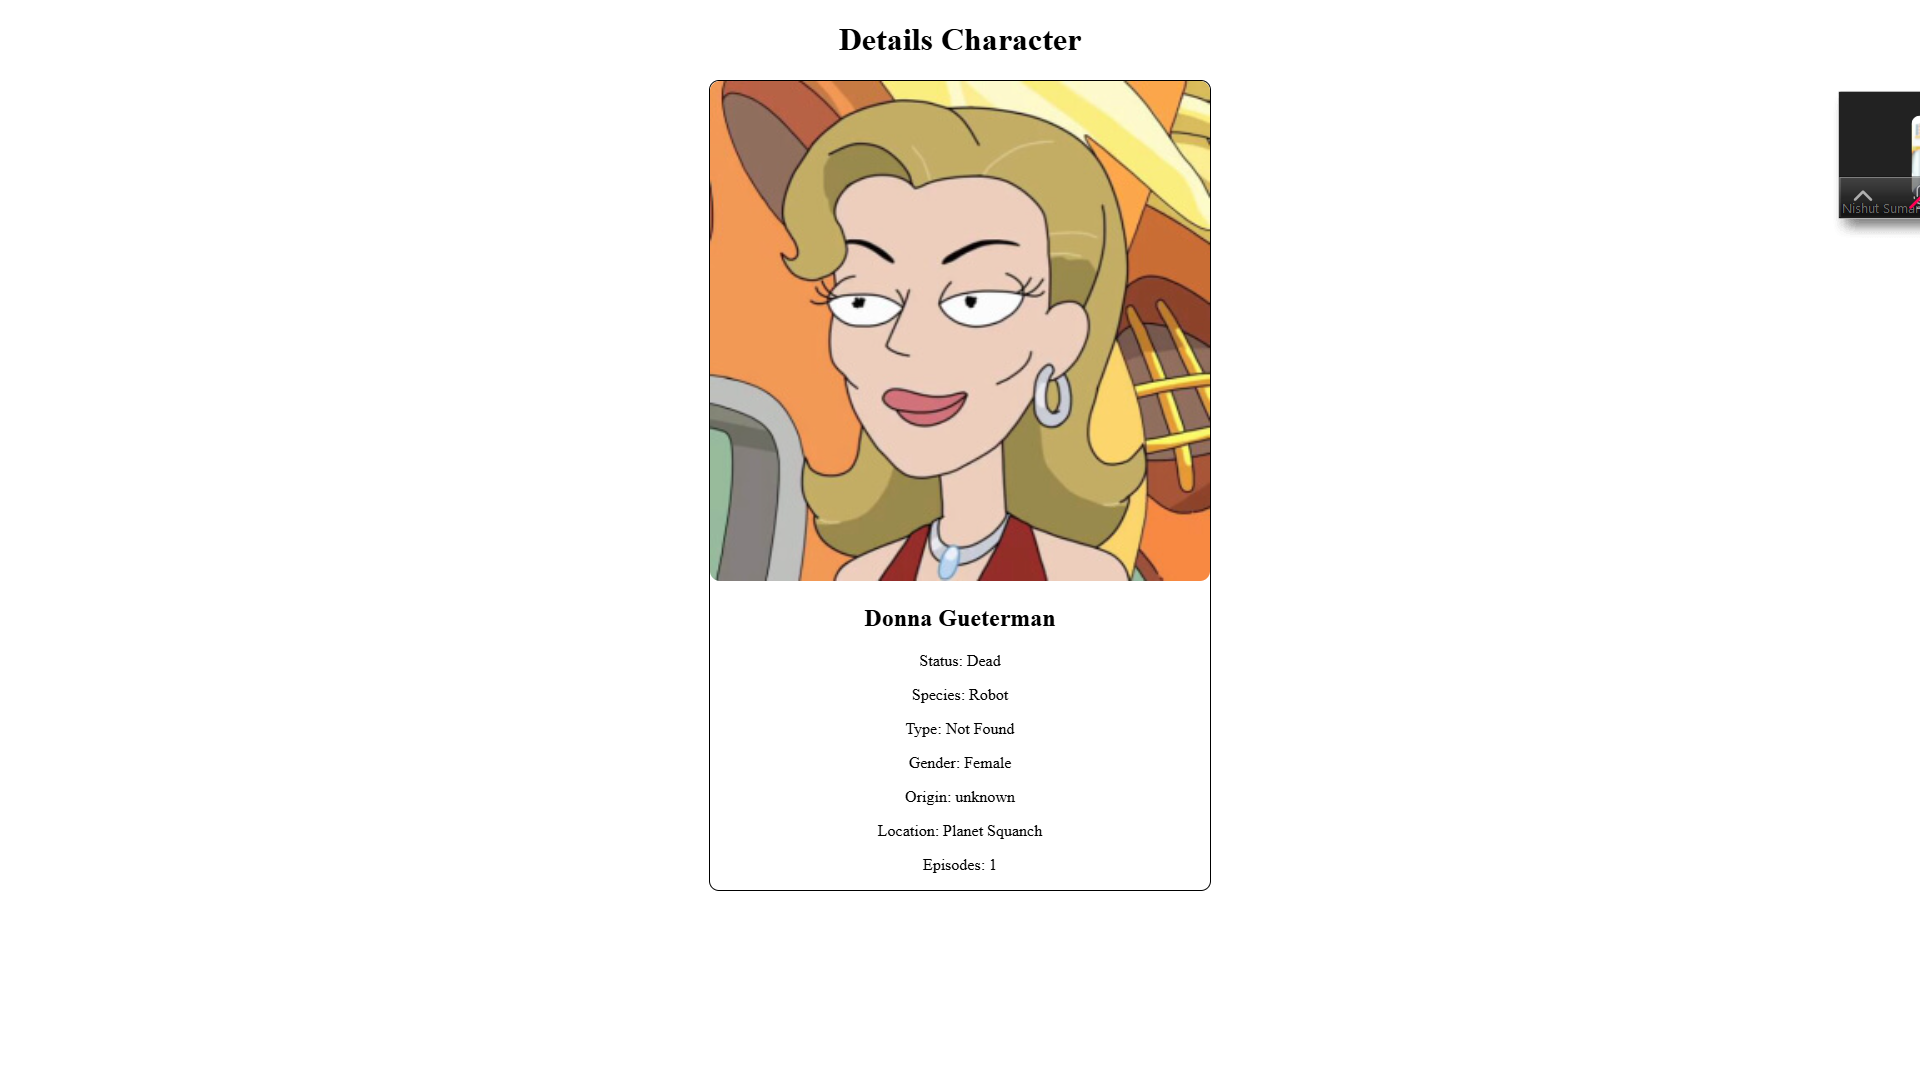 Details Character
Nishut
Donna Gueterman
Status: Dead
Species: Robot
Type: Not Found
Gender: Female
Origin: unknown
Location: Planet Squanch
Episodes: 1